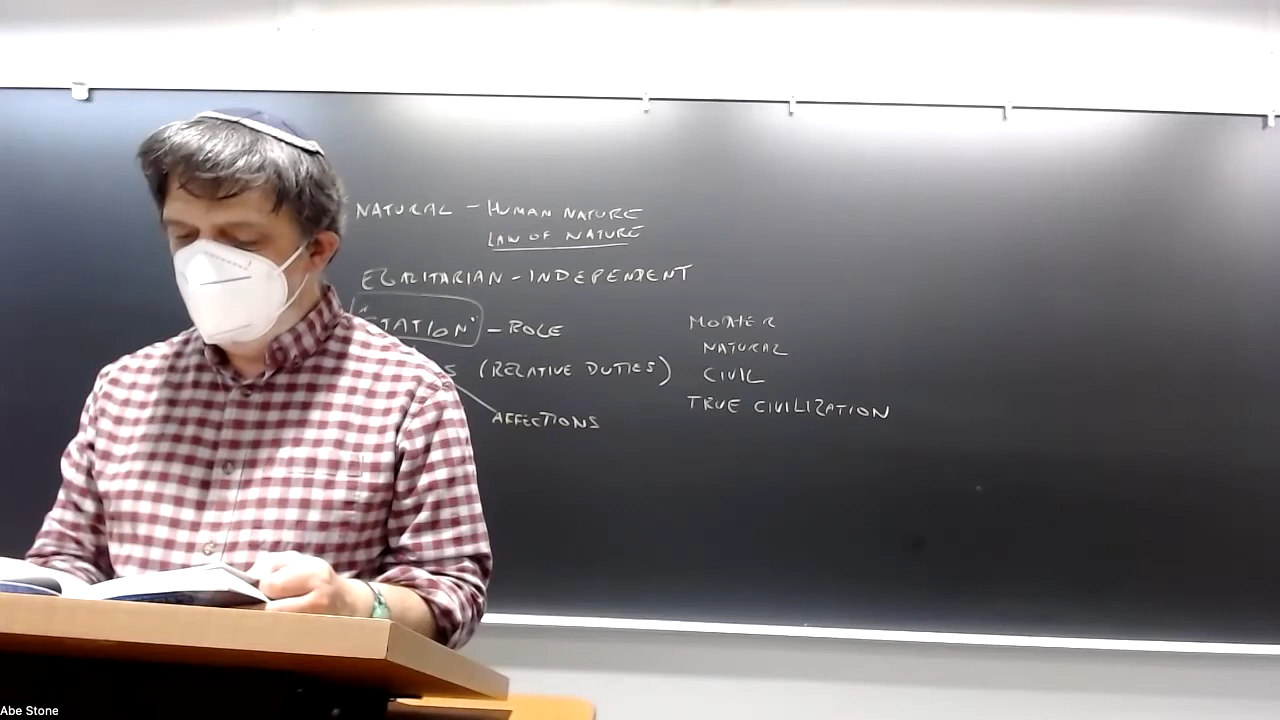 NATURAL - HUMAN NATURE
LAW OF NATURE
EGALITARIAN - INDEPENDENT
"STATION" - ROLE
S (RELATIVE DUTIES)
AFFECTIONS
MOTHER
NATURAL
CIVIL
TRUE CIVILIZATION
Abe Stone